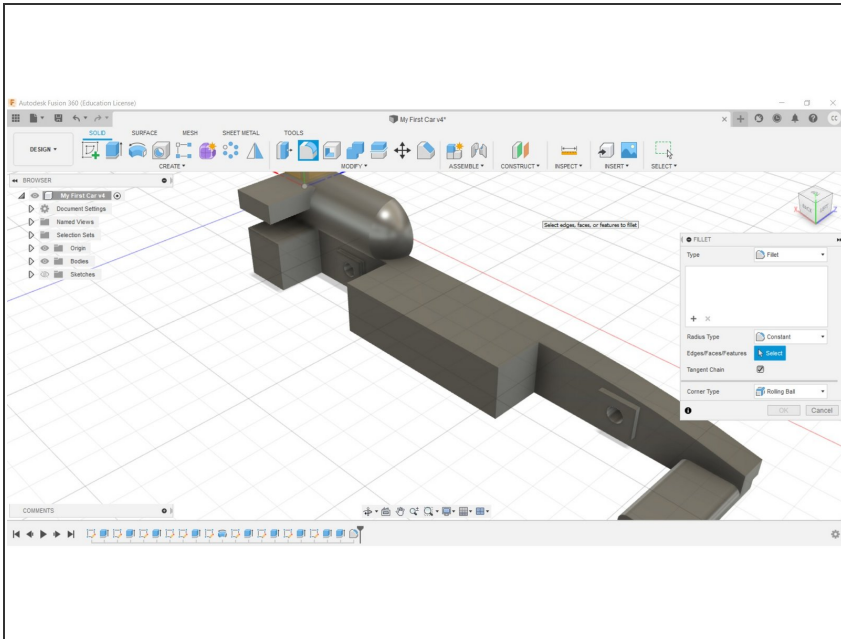 Autodesk Fusion 360 (Education License)
My First Car v4*
CC
SOLID SURFACE MESH SHEET METAL TOOLS
DESIGN
CREATE MODIFY ASSEMBLE CONSTRUCT INSPECT INSERT SELECT
BROWSER
My First Car v4
Document Settings
Named Views
Selection Sets
Origin
Bodies
Sketches
Select edges, faces, or features to fillet
FILLET
Type Fillet
Radius Type Constant
Edges/Faces/Features Select
Tangent Chain
Corner Type Rolling Ball
OK Cancel
COMMENTS